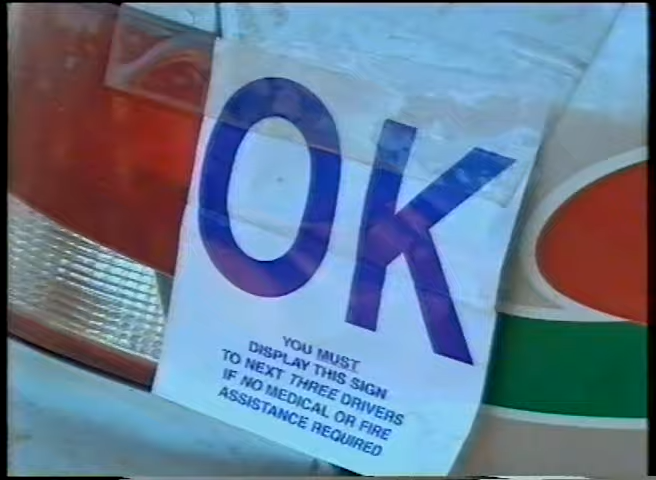 OK
YOU MUST
DISPLAY THIS SIGN
TO NEXT THREE DRIVERS
IF NO MEDICAL OR FIRE
ASSISTANCE REQUIRED